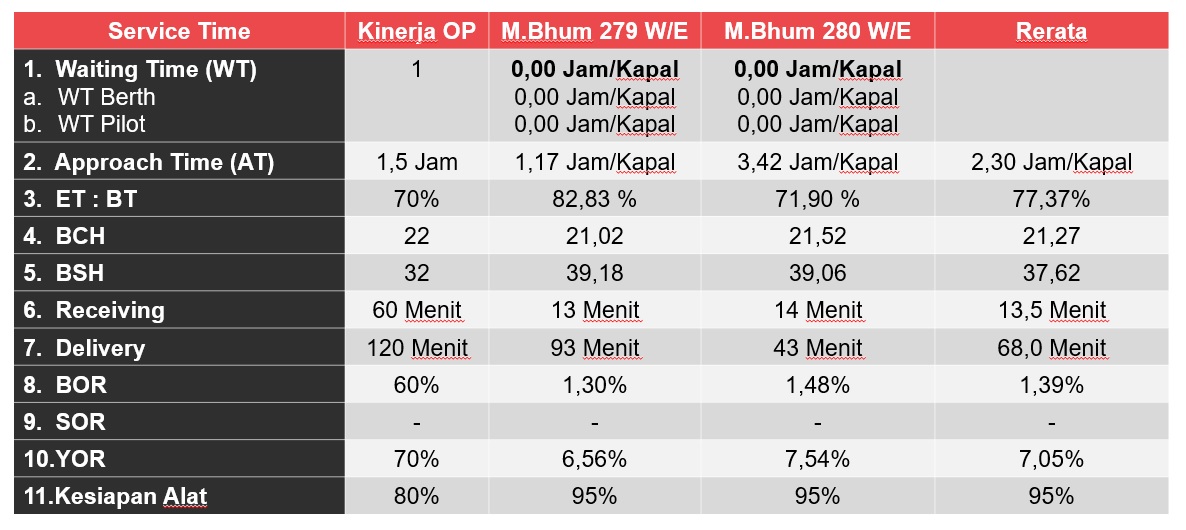 Service Time Kinerja OP M.Bhum 279 W/E M.Bhum 280 W/E Rerata
1. Waiting Time (WT) 1 0,00 Jam/Kapal 0,00 Jam/Kapal
a. WT Berth 0,00 Jam/Kapal 0,00 Jam/Kapal
b. WT Pilot 0,00 Jam/Kapal 0,00 Jam/Kapal
2. Approach Time (AT) 1,5 Jam 1,17 Jam/Kapal 3,42 Jam/Kapal 2,30 Jam/Kapal
3. ET : BT 70% 82,83 % 71,90 % 77,37%
4. BCH 22 21,02 21,52 21,27
5. BSH 32 39,18 39,06 37,62
6. Receiving 60 Menit 13 Menit 14 Menit 13,5 Menit
7. Delivery 120 Menit 93 Menit 43 Menit 68,0 Menit
8. BOR 60% 1,30% 1,48% 1,39%
9. SOR - - - -
10.YOR 70% 6,56% 7,54% 7,05%
11.Kesiapan Alat 80% 95% 95% 95%